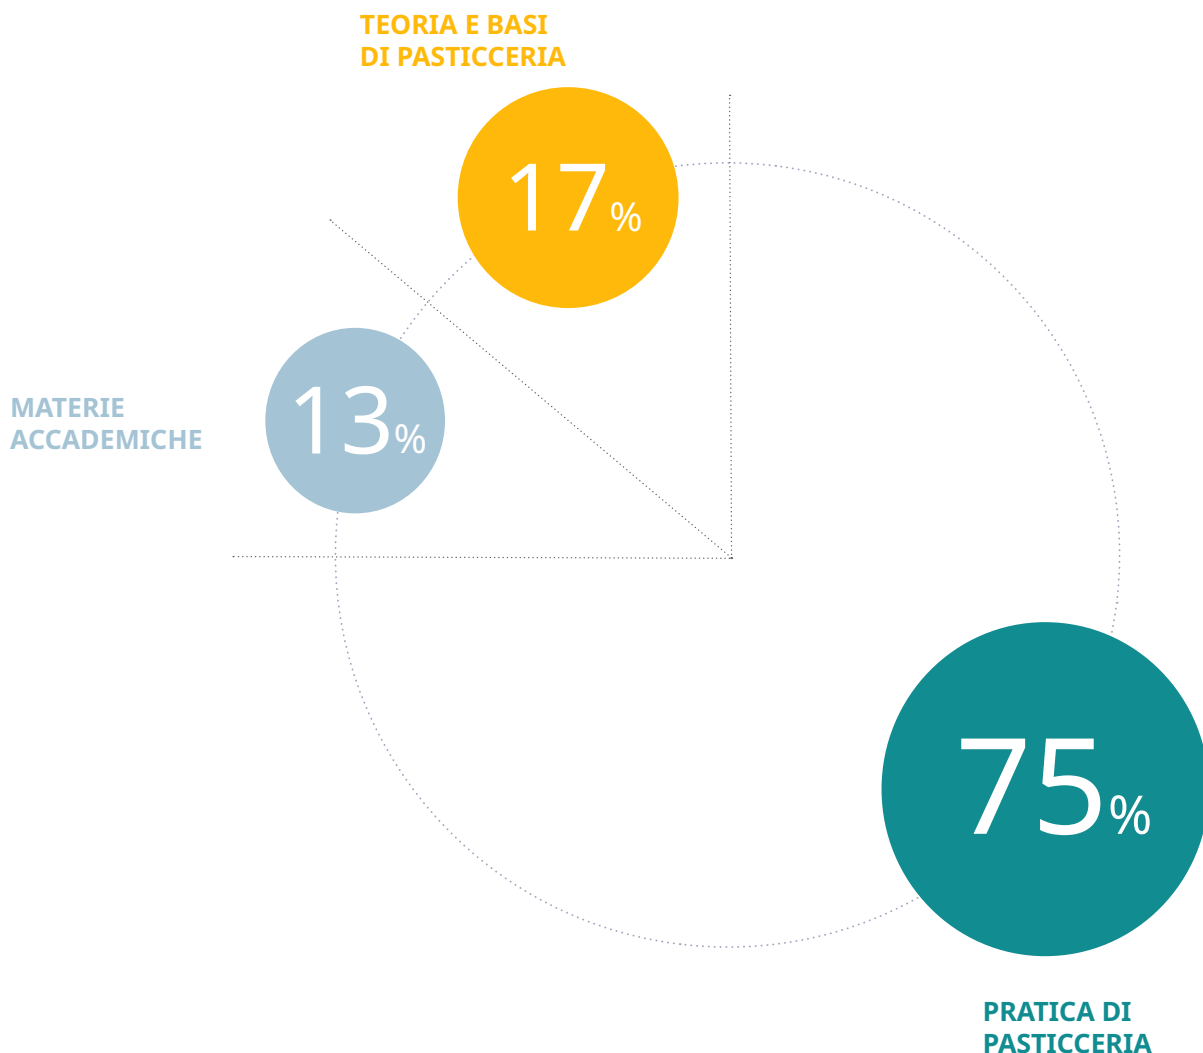 TEORIA E BASI
DI PASTICCERIA
17%
13%
MATERIE
ACCADEMICHE
75%
PRATICA DI
PASTICCERIA